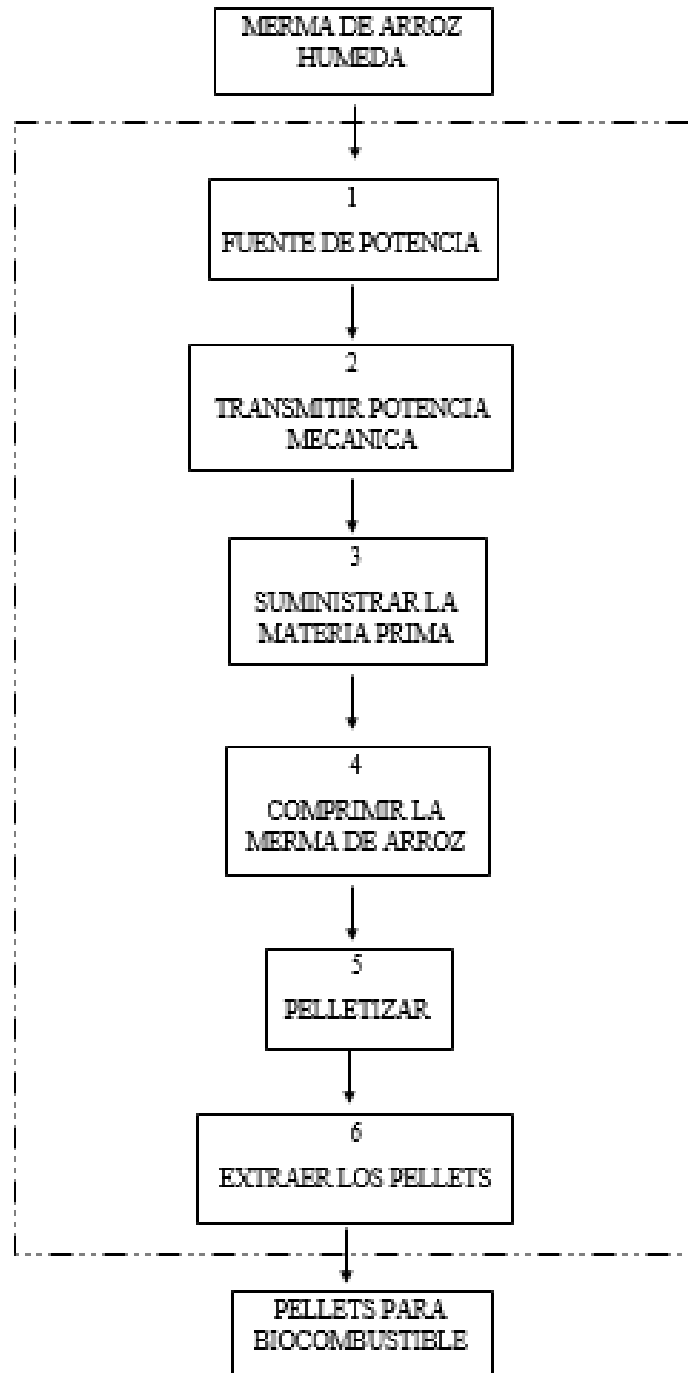 MERMA DE ARROZ
HUMEDA
1
FUENTE DE POTENCIA
2
TRANSMITIR POTENCIA
MECANICA
3
SUMINISTRAR LA
MATERIA PRIMA
4
COMPRIMIR LA
MERMA DE ARROZ
5
PELLETIZAR
6
EXTRAER LOS PELLETS
PELLETS PARA
BIOCOMBUSTIBLE